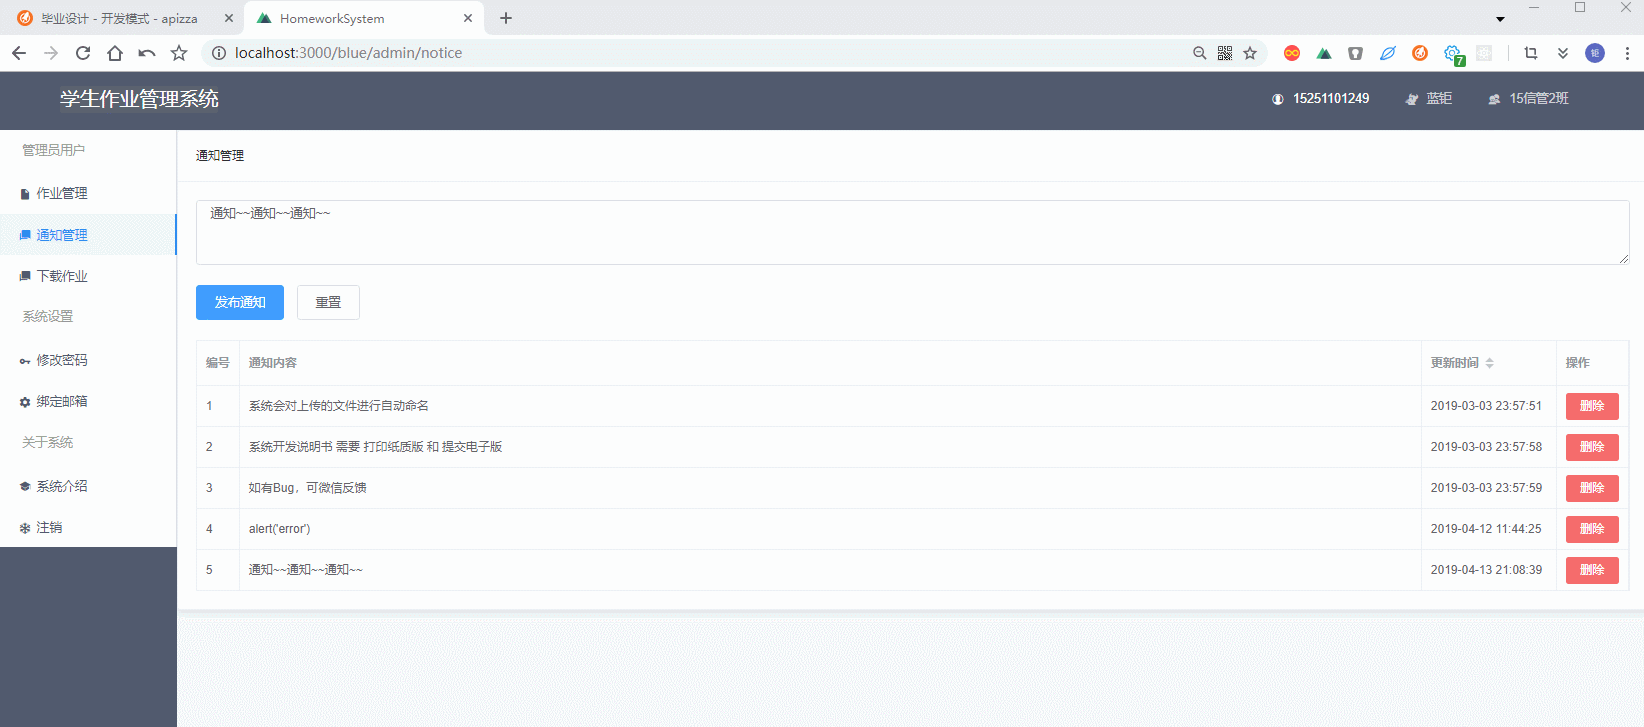 毕业设计 - 开发模式 - apizza
HomeworkSystem
localhost:3000/blue/admin/notice
7
钜
学生作业管理系统
15251101249
蓝钜
15信管2班
管理员用户
作业管理
通知管理
下载作业
系统设置
修改密码
绑定邮箱
关于系统
系统介绍
注销
通知管理
通知~~通知~~通知~~
发布通知 重置
编号 通知内容 更新时间 操作
1 系统会对上传的文件进行自动命名 2019-03-03 23:57:51 删除
2 系统开发说明书 需要 打印纸质版 和 提交电子版 2019-03-03 23:57:58 删除
3 如有Bug，可微信反馈 2019-03-03 23:57:59 删除
4 alert('error') 2019-04-12 11:44:25 删除
5 通知~~通知~~通知~~ 2019-04-13 21:08:39 删除